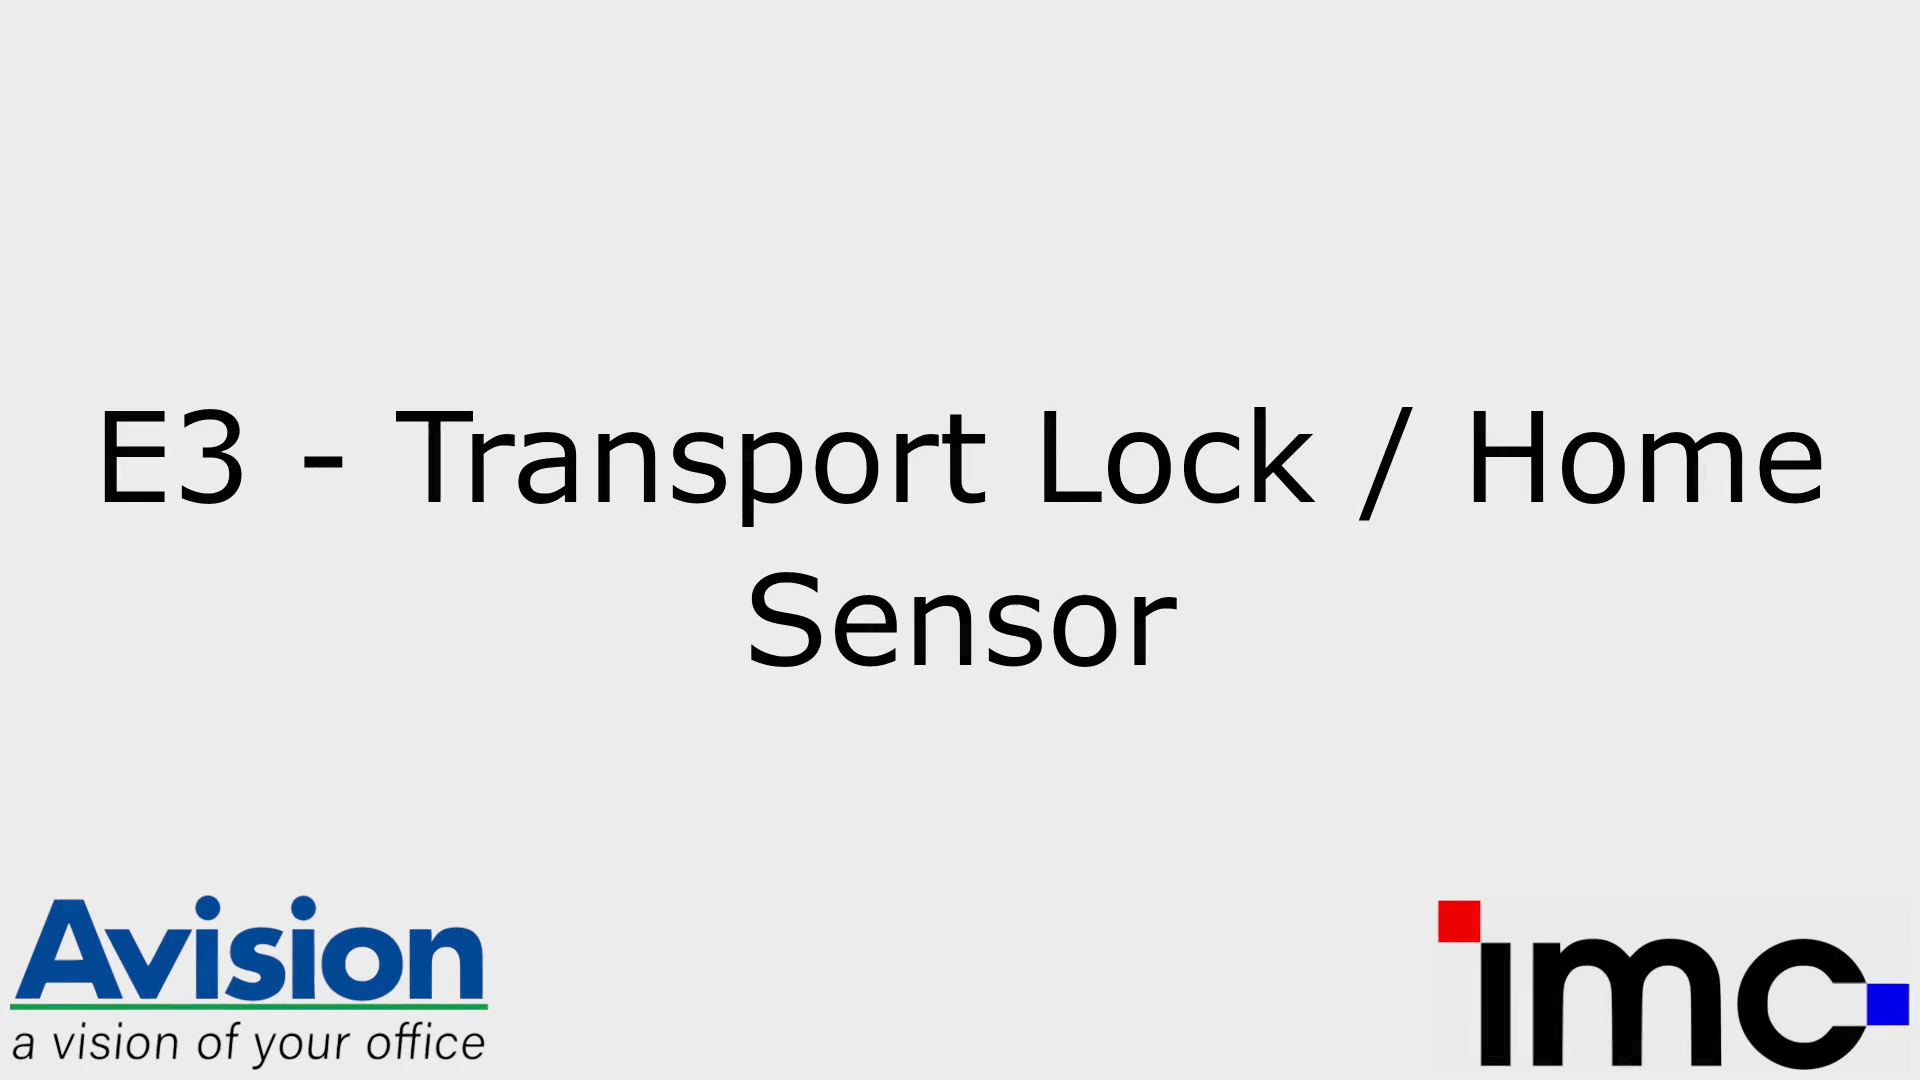 E3 - Transport Lock / Home
Sensor
Avision
a vision of your office
imc